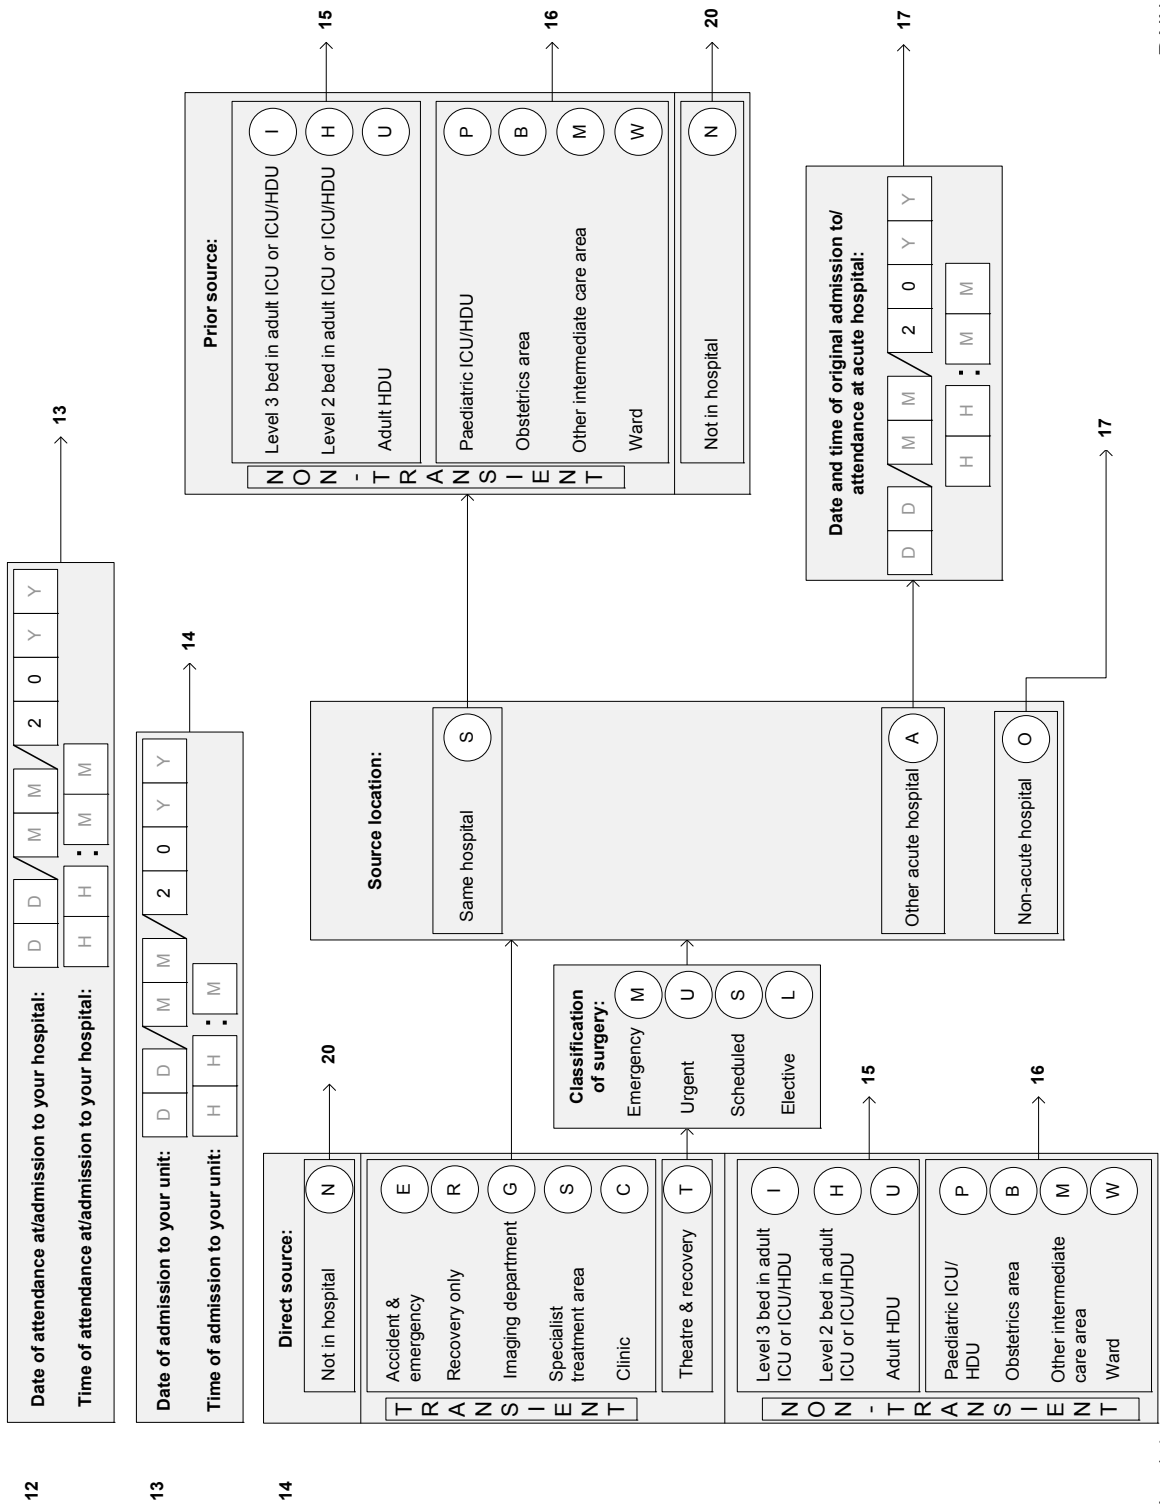 12
Date of attendance at/admission to your hospital:
D D / M M / 2 0 Y Y
Time of attendance at/admission to your hospital:
H H : M M
13
13
Date of admission to your unit:
D D / M M / 2 0 Y Y
Time of admission to your unit:
H H : M
14
14
Direct source:
Not in hospital N
20
TRANSIENT
Accident &
emergency E
Recovery only R
Imaging department G
Specialist
treatment area S
Clinic C
Theatre & recovery T
NON-TRANSIENT
Level 3 bed in adult
ICU or ICU/HDU I
Level 2 bed in adult
ICU or ICU/HDU H
Adult HDU U
15
Paediatric ICU/
HDU P
Obstetrics area B
Other intermediate
care area M
Ward W
16
Classification
of surgery:
Emergency M
Urgent U
Scheduled S
Elective L
Source location:
Same hospital S
Other acute hospital A
Non-acute hospital O
17
Prior source:
NON-TRANSIENT
Level 3 bed in adult ICU or ICU/HDU I
Level 2 bed in adult ICU or ICU/HDU H
Adult HDU U
15
Paediatric ICU/HDU P
Obstetrics area B
Other intermediate care area M
Ward W
16
Not in hospital N
20
Date and time of original admission to/
attendance at acute hospital:
D D / M M / 2 0 Y Y
H H : M M
17